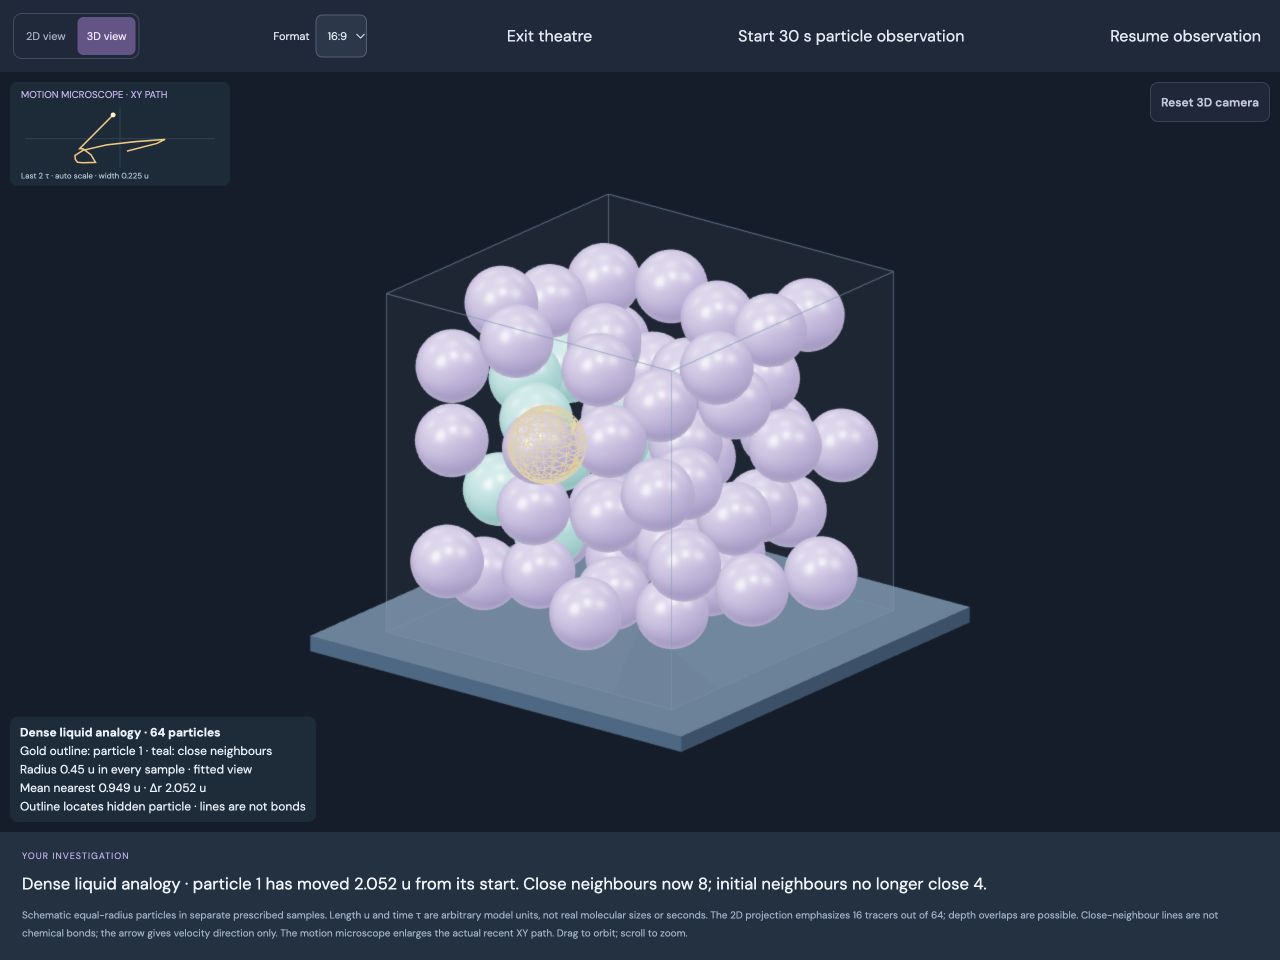 2D view
3D view
Format
16:9
Exit theatre
Start 30 s particle observation
Resume observation
MOTION MICROSCOPE · XY PATH
Last 2 τ · auto scale · width 0.225 u
Reset 3D camera
Dense liquid analogy · 64 particles
Gold outline: particle 1 · teal: close neighbours
Radius 0.45 u in every sample · fitted view
Mean nearest 0.949 u · Δr 2.052 u
Outline locates hidden particle · lines are not bonds
YOUR INVESTIGATION
Dense liquid analogy · particle 1 has moved 2.052 u from its start. Close neighbours now 8; initial neighbours no longer close 4.
Schematic equal-radius particles in separate prescribed samples. Length u and time τ are arbitrary model units, not real molecular sizes or seconds. The 2D projection emphasizes 16 tracers out of 64; depth overlaps are possible. Close-neighbour lines are not
chemical bonds; the arrow gives velocity direction only. The motion microscope enlarges the actual recent XY path. Drag to orbit; scroll to zoom.